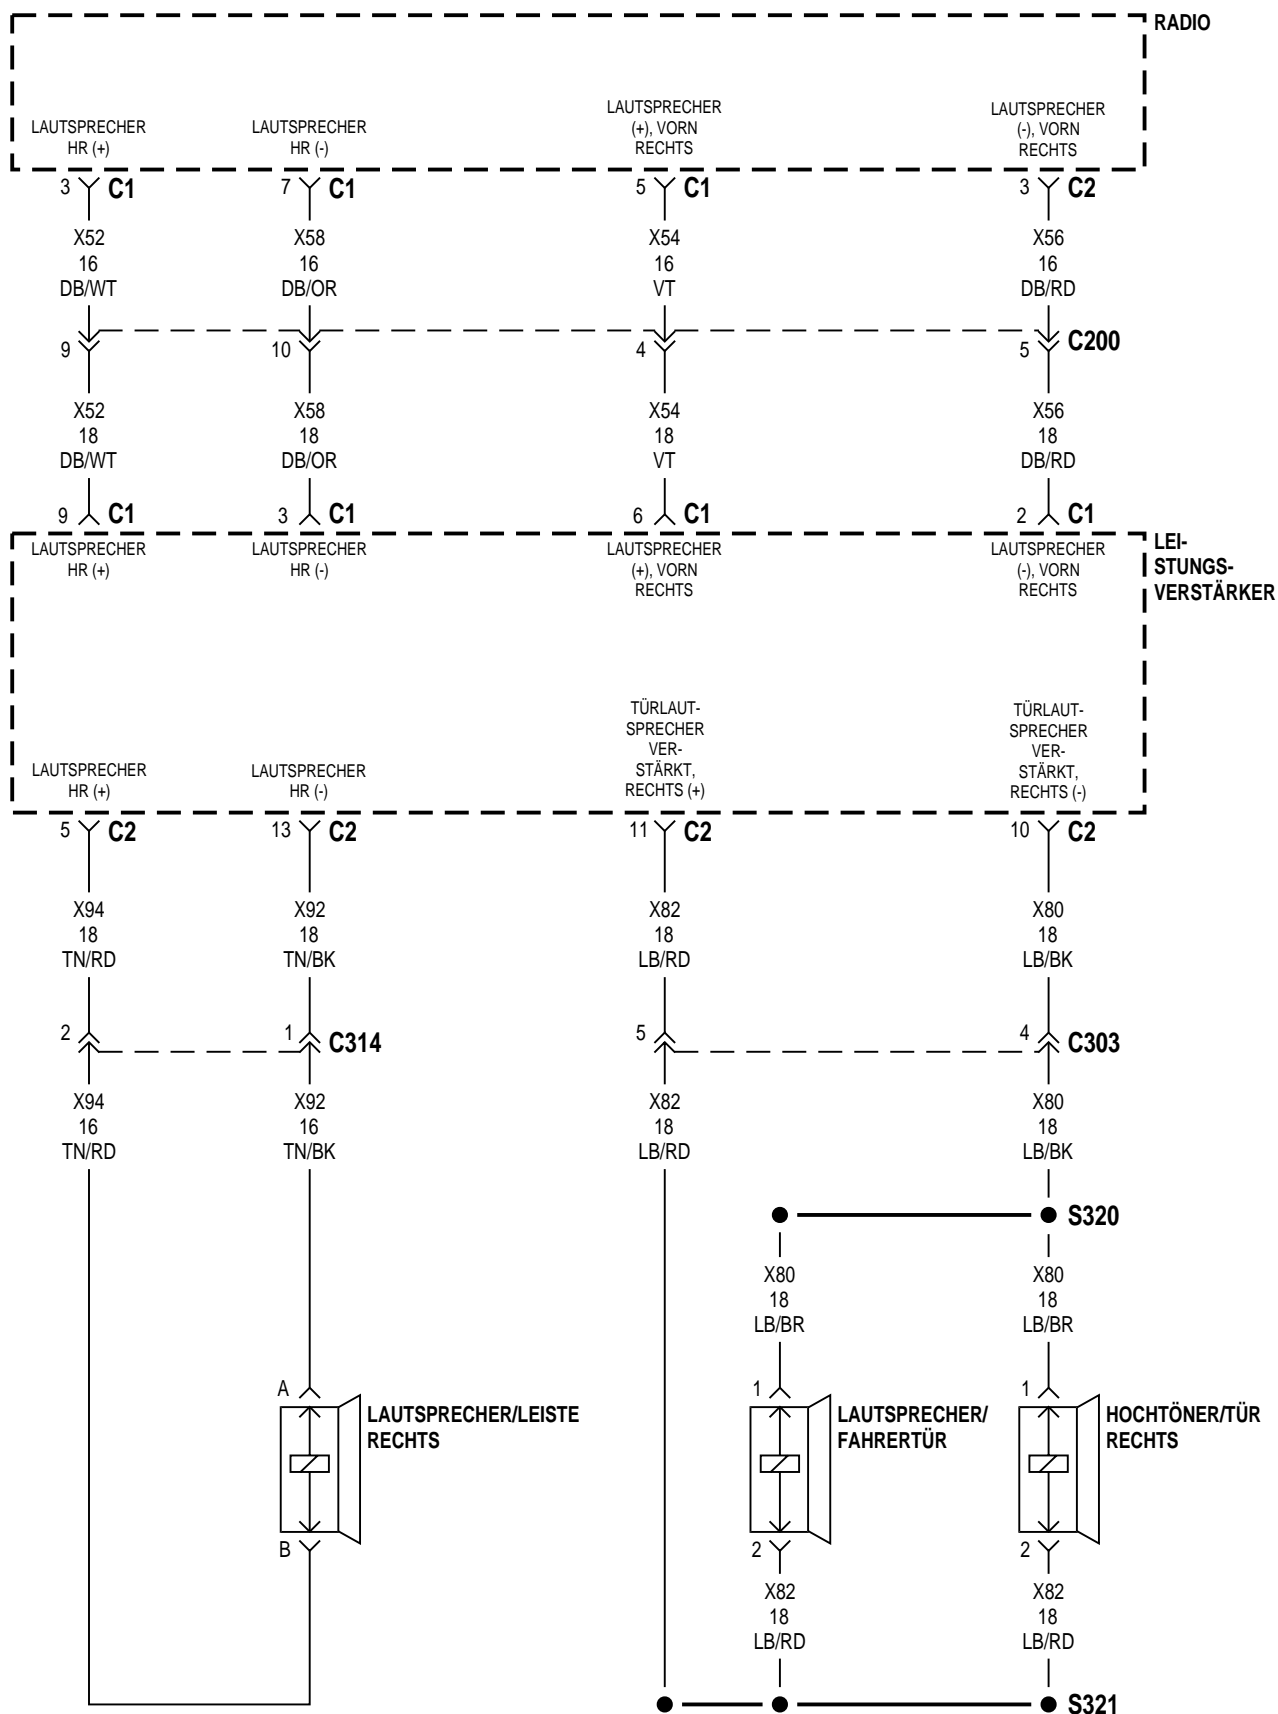 RADIO
LAUTSPRECHER
HR (+)
LAUTSPRECHER
HR (-)
LAUTSPRECHER
(+), VORN
RECHTS
LAUTSPRECHER
(-), VORN
RECHTS
3 C1 7 C1 5 C1 3 C2
X52 X58 X54 X56
16 16 16 16
DB/WT DB/OR VT DB/RD
9 10 4 5 C200
X52 X58 X54 X56
18 18 18 18
DB/WT DB/OR VT DB/RD
9 C1 3 C1 6 C1 2 C1
LEI-
STUNGS-
VERSTÄRKER
LAUTSPRECHER
HR (+)
LAUTSPRECHER
HR (-)
LAUTSPRECHER
(+), VORN
RECHTS
LAUTSPRECHER
(-), VORN
RECHTS
LAUTSPRECHER
HR (+)
LAUTSPRECHER
HR (-)
TÜRLAUT-
SPRECHER
VER-
STÄRKT,
RECHTS (+)
TÜRLAUT-
SPRECHER
VER-
STÄRKT,
RECHTS (-)
5 C2 13 C2 11 C2 10 C2
X94 X92 X82 X80
18 18 18 18
TN/RD TN/BK LB/RD LB/BK
2 1 C314 5 4 C303
X94 X92 X82 X80
16 16 18 18
TN/RD TN/BK LB/RD LB/BK
S320
X80 X80
18 18
LB/BR LB/BR
A 1 1
LAUTSPRECHER/LEISTE
RECHTS
LAUTSPRECHER/
FAHRERTÜR
HOCHTÖNER/TÜR
RECHTS
B 2 2
X82 X82
18 18
LB/RD LB/RD
S321